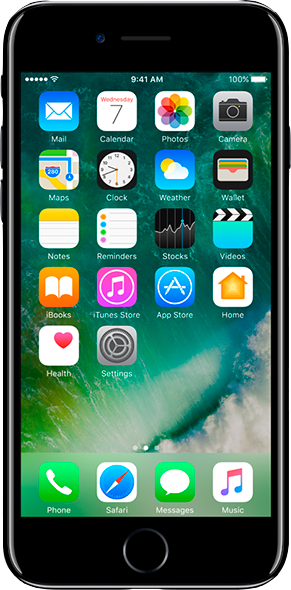 9:41 AM 100%
Wednesday
7
280
Mail Calendar Photos Camera
Maps Clock Weather Wallet
Notes Reminders Stocks Videos
iBooks iTunes Store App Store Home
Health Settings
Phone Safari Messages Music